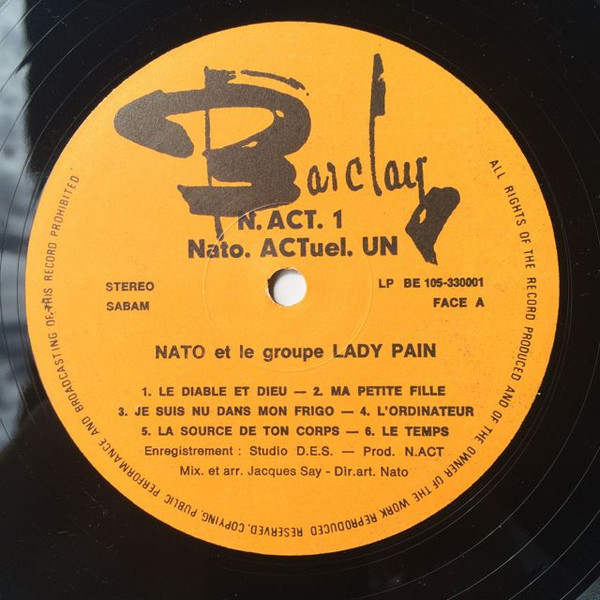 Barclay
N. ACT. 1
Nato. ACTuel. UN
STEREO
SABAM
LP BE 105-330001
FACE A
NATO et le groupe LADY PAIN
1. LE DIABLE ET DIEU — 2. MA PETITE FILLE
3. JE SUIS NU DANS MON FRIGO — 4. L'ORDINATEUR
5. LA SOURCE DE TON CORPS — 6. LE TEMPS
Enregistrement : Studio D.E.S. — Prod. N.ACT
Mix. et arr. Jacques Say - Dir.art. Nato
ALL RIGHTS OF THE RECORD PRODUCED AND OF THE OWNER OF THE WORK REPRODUCED RESERVED. COPYING, PUBLIC PERFORMANCE AND BROADCASTING OF THIS RECORD PROHIBITED